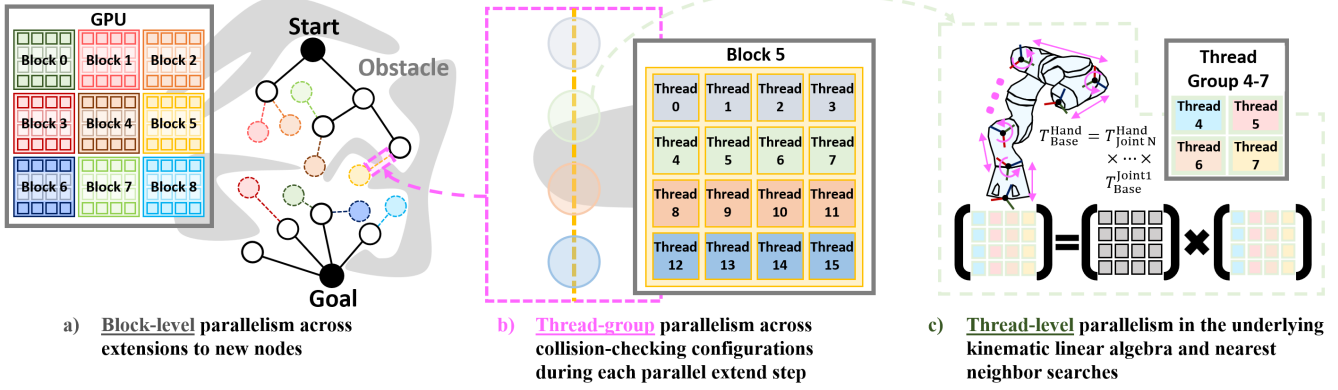 GPU
Block 0
Block 1
Block 2
Block 3
Block 4
Block 5
Block 6
Block 7
Block 8
Start
Obstacle
Goal
a) Block-level parallelism across
extensions to new nodes
Block 5
Thread
0
Thread
1
Thread
2
Thread
3
Thread
4
Thread
5
Thread
6
Thread
7
Thread
8
Thread
9
Thread
10
Thread
11
Thread
12
Thread
13
Thread
14
Thread
15
b) Thread-group parallelism across
collision-checking configurations
during each parallel extend step
T^Hand_Base = T^Hand_Joint N
× ⋯ ×
T^Joint1_Base
Thread
Group 4-7
Thread
4
Thread
5
Thread
6
Thread
7
=
×
c) Thread-level parallelism in the underlying
kinematic linear algebra and nearest
neighbor searches